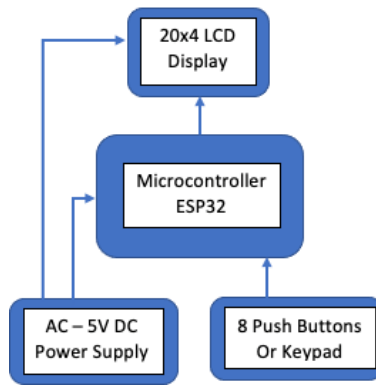 20x4 LCD
Display
Microcontroller
ESP32
AC – 5V DC
Power Supply
8 Push Buttons
Or Keypad